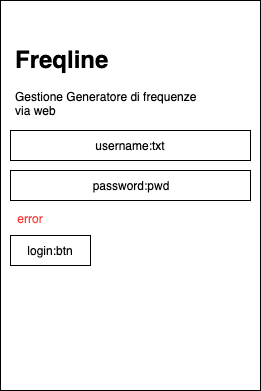 Freqline
Gestione Generatore di frequenze
via web
username:txt
password:pwd
error
login:btn